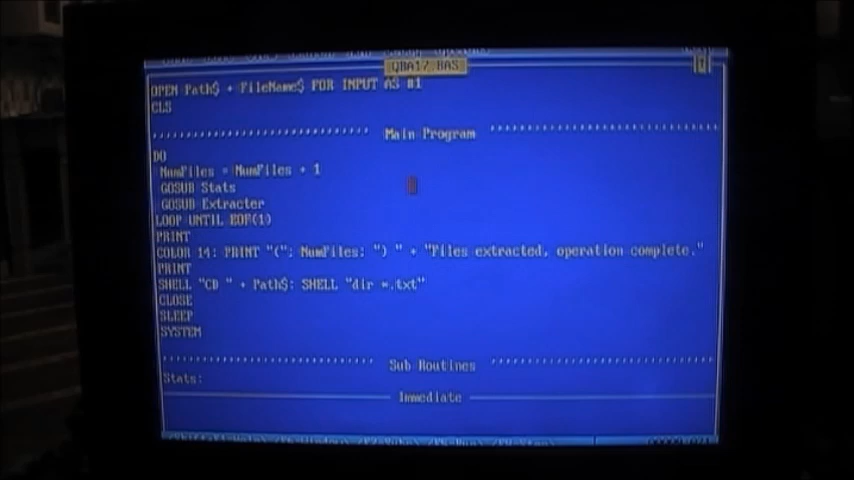 QBA17.BAS
OPEN Path$ + FileName$ FOR INPUT AS #1
CLS
'''''''''''''''''''''''''''''' Main Program ''''''''''''''''''''''''''''''
DO
NumFiles = NumFiles + 1
GOSUB Stats
GOSUB Extracter
LOOP UNTIL EOF(1)
PRINT
COLOR 14: PRINT "("; NumFiles; ") " + "Files extracted, operation complete."
PRINT
SHELL "CD " + Path$: SHELL "dir *.txt"
CLOSE
SLEEP
SYSTEM
'''''''''''''''''''''''''''''' Sub Routines ''''''''''''''''''''''''''''''
Stats:
Immediate